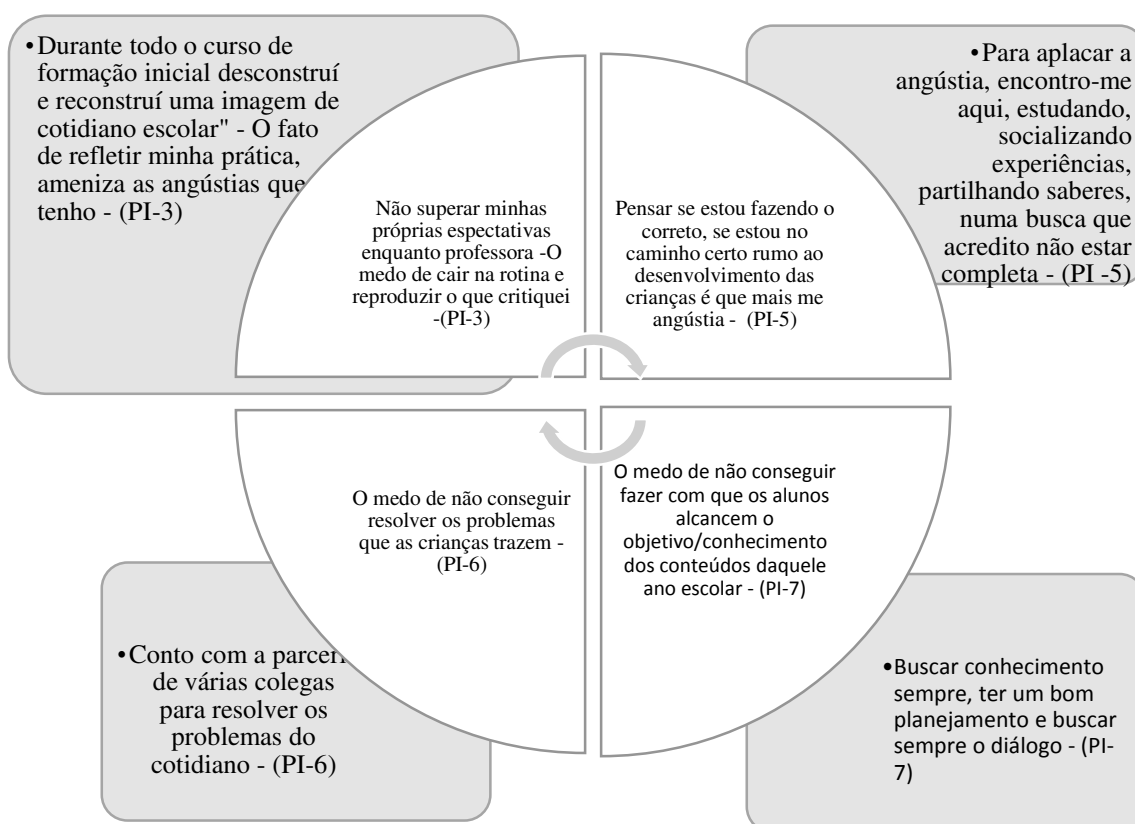 •Durante todo o curso de
formação inicial desconstruí
e reconstruí uma imagem de
cotidiano escolar" - O fato
de refletir minha prática,
ameniza as angústias que
tenho - (PI-3)
•Para aplacar a
angústia, encontro-me
aqui, estudando,
socializando
experiências,
partilhando saberes,
numa busca que
acredito não estar
completa - (PI -5)
Não superar minhas
próprias espectativas
enquanto professora -O
medo de cair na rotina e
reproduzir o que critiquei
-(PI-3)
Pensar se estou fazendo o
correto, se estou no
caminho certo rumo ao
desenvolvimento das
crianças é que mais me
angústia - (PI-5)
O medo de não conseguir
resolver os problemas
que as crianças trazem -
(PI-6)
O medo de não conseguir
fazer com que os alunos
alcancem o
objetivo/conhecimento
dos conteúdos daquele
ano escolar - (PI-7)
•Conto com a
de várias colegas
para resolver os
problemas do
cotidiano - (PI-6)
•Buscar conhecimento
sempre, ter um bom
planejamento e buscar
sempre o diálogo - (PI-
7)